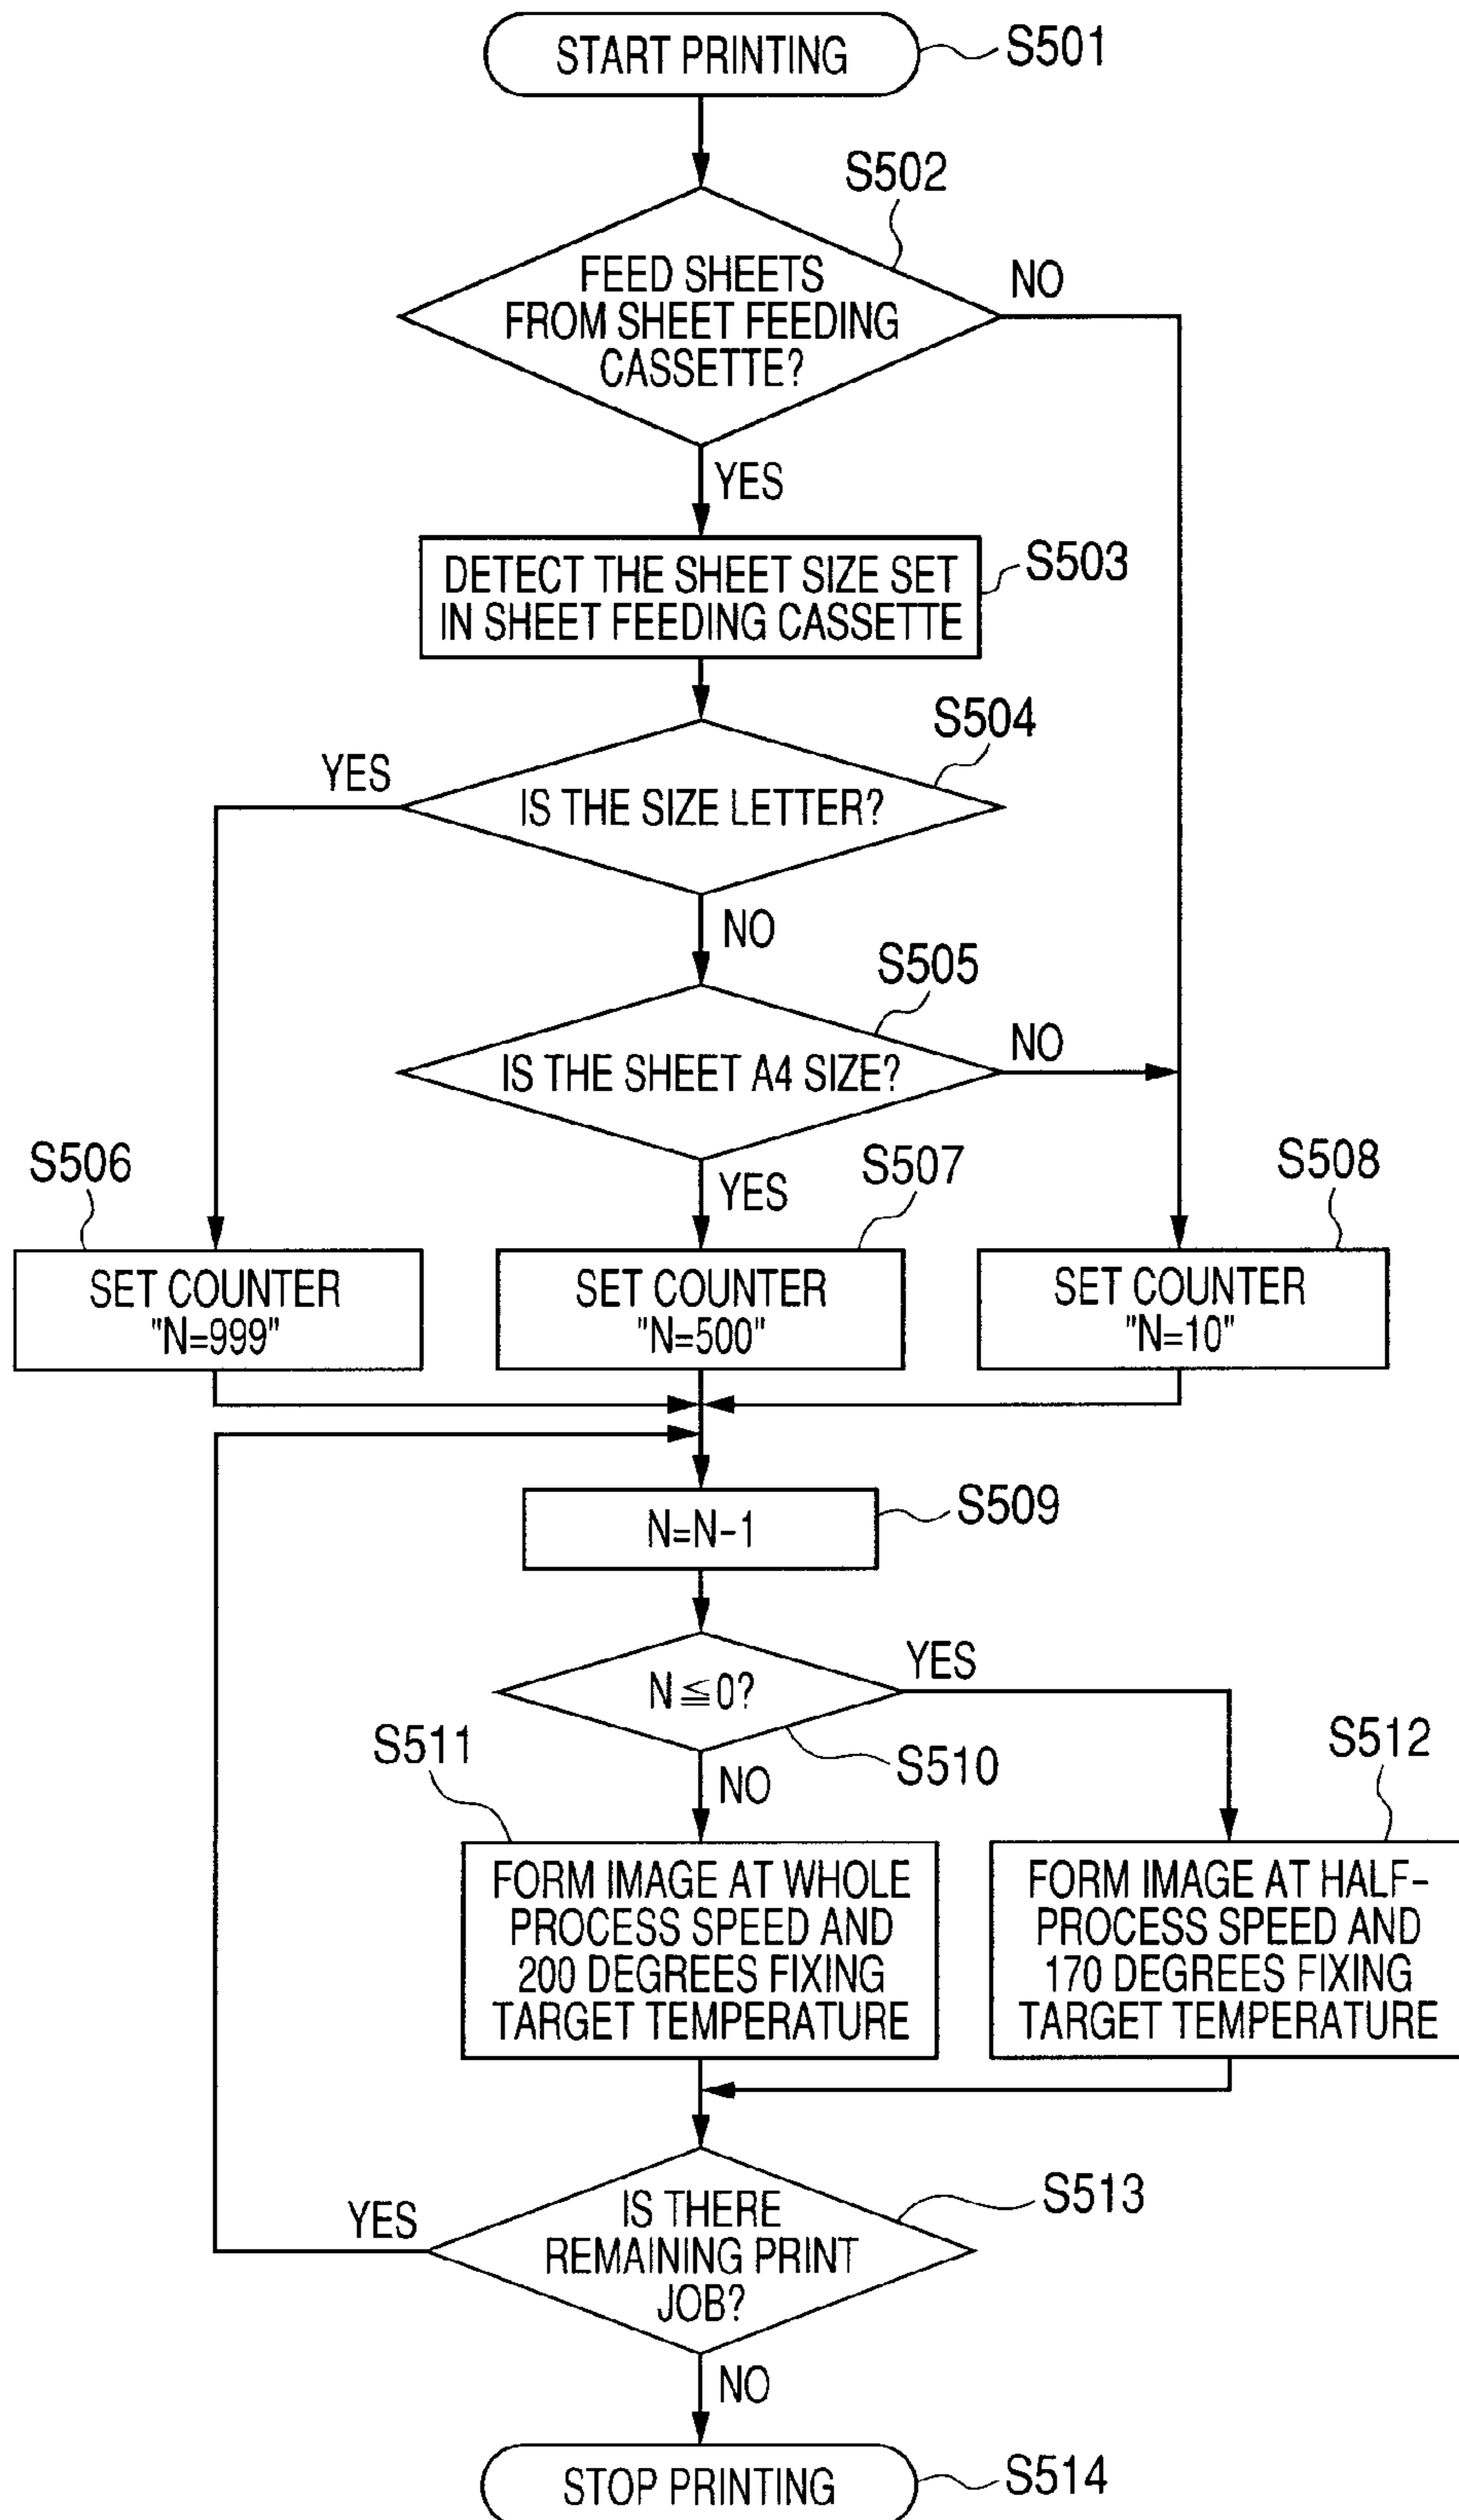 START PRINTING
S501
S502
FEED SHEETS
FROM SHEET FEEDING
CASSETTE?
NO
YES
DETECT THE SHEET SIZE SET
IN SHEET FEEDING CASSETTE
S503
S504
YES
IS THE SIZE LETTER?
NO
S505
IS THE SHEET A4 SIZE?
NO
YES
S506
S507
S508
SET COUNTER
"N=999"
SET COUNTER
"N=500"
SET COUNTER
"N=10"
N=N-1
S509
N≦0?
YES
S510
NO
S511
S512
FORM IMAGE AT WHOLE
PROCESS SPEED AND
200 DEGREES FIXING
TARGET TEMPERATURE
FORM IMAGE AT HALF-
PROCESS SPEED AND
170 DEGREES FIXING
TARGET TEMPERATURE
IS THERE
REMAINING PRINT
JOB?
S513
YES
NO
STOP PRINTING
S514